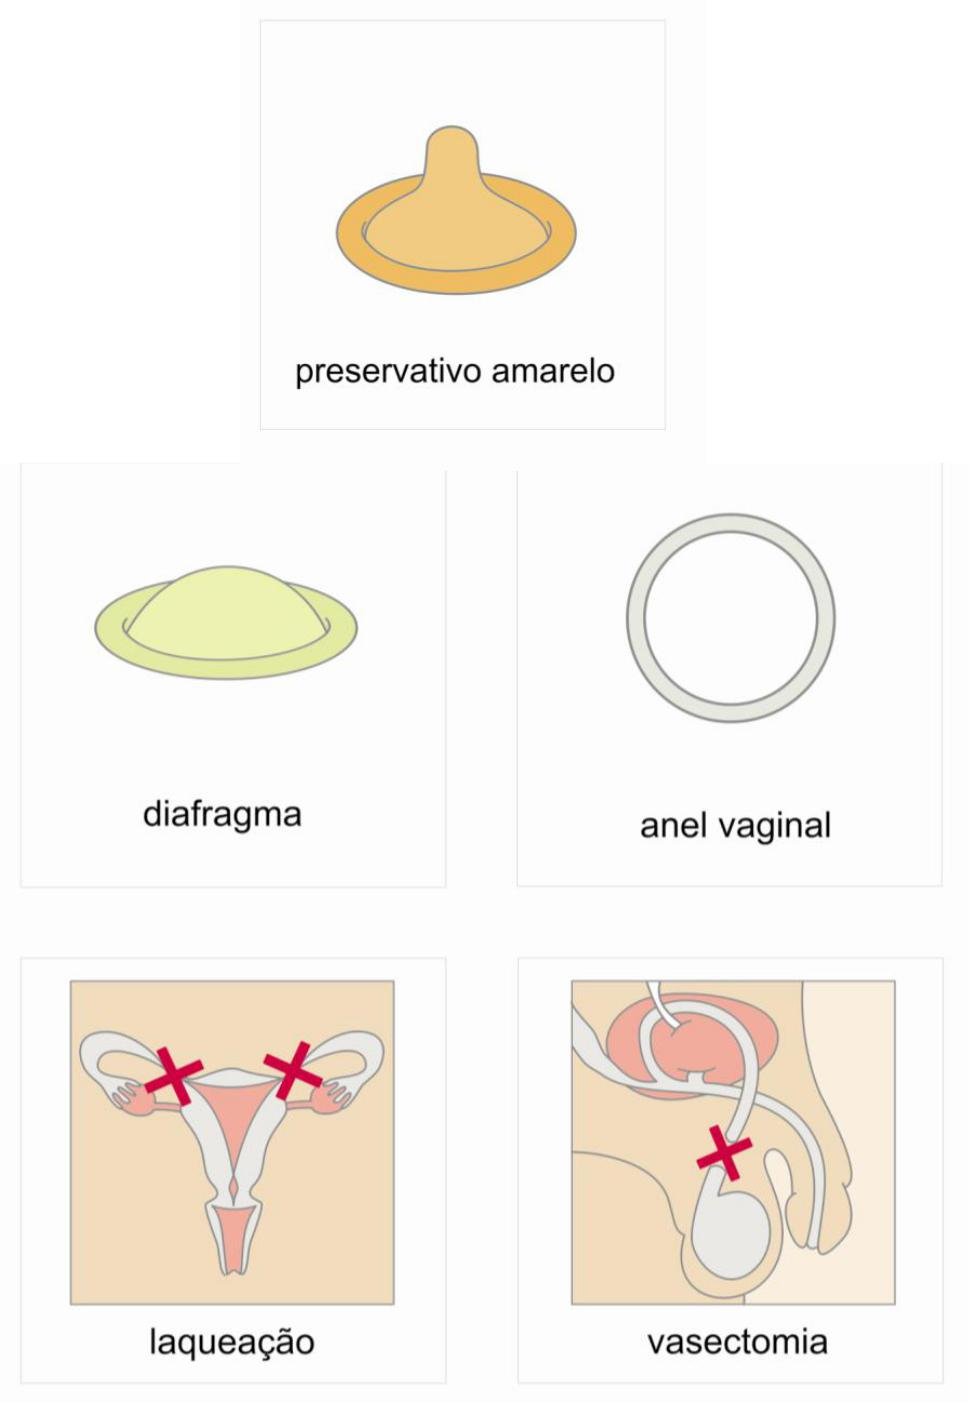 preservativo amarelo
diafragma
anel vaginal
laqueação
vasectomia